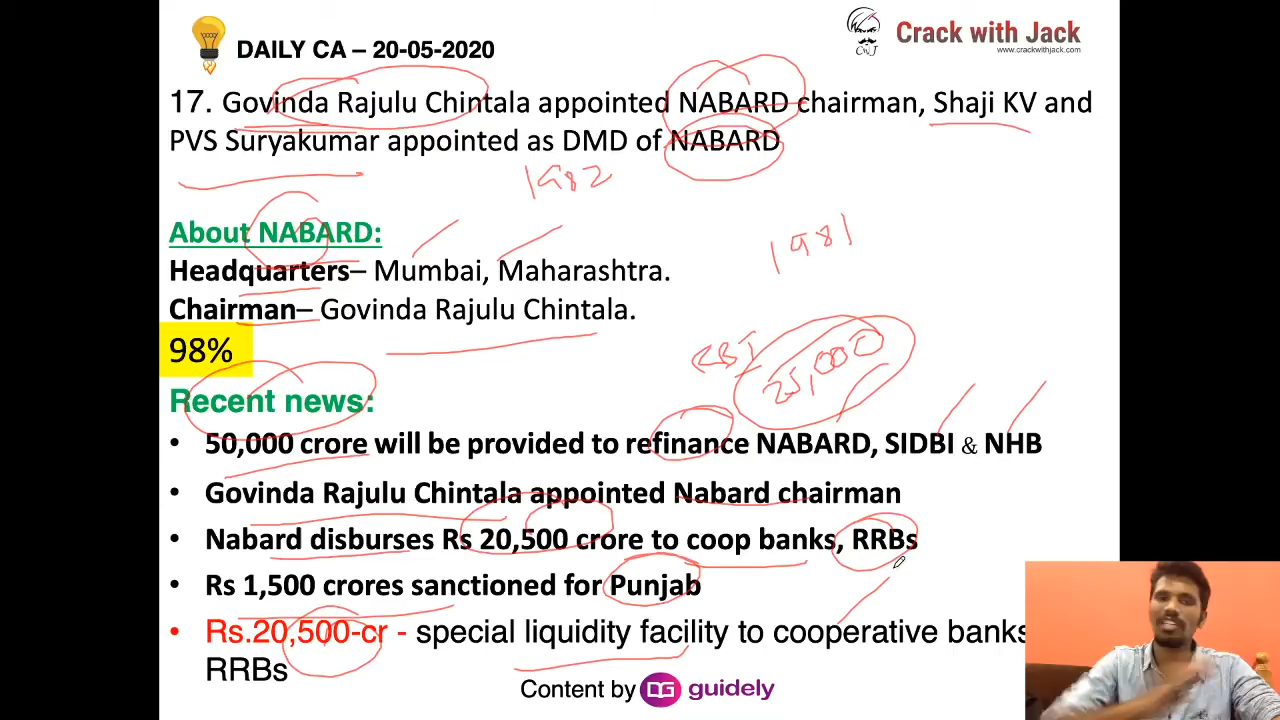 DAILY CA – 20-05-2020
CwJ
Crack with Jack
www.crackwithjack.com
17. Govinda Rajulu Chintala appointed NABARD chairman, Shaji KV and
PVS Suryakumar appointed as DMD of NABARD
1982
About NABARD:
1981
Headquarters– Mumbai, Maharashtra.
Chairman– Govinda Rajulu Chintala.
98%
RBI 25,000
Recent news:
• 50,000 crore will be provided to refinance NABARD, SIDBI & NHB
• Govinda Rajulu Chintala appointed Nabard chairman
• Nabard disburses Rs 20,500 crore to coop banks, RRBs
• Rs 1,500 crores sanctioned for Punjab
• Rs.20,500-cr - special liquidity facility to cooperative banks
RRBs
Content by guidely